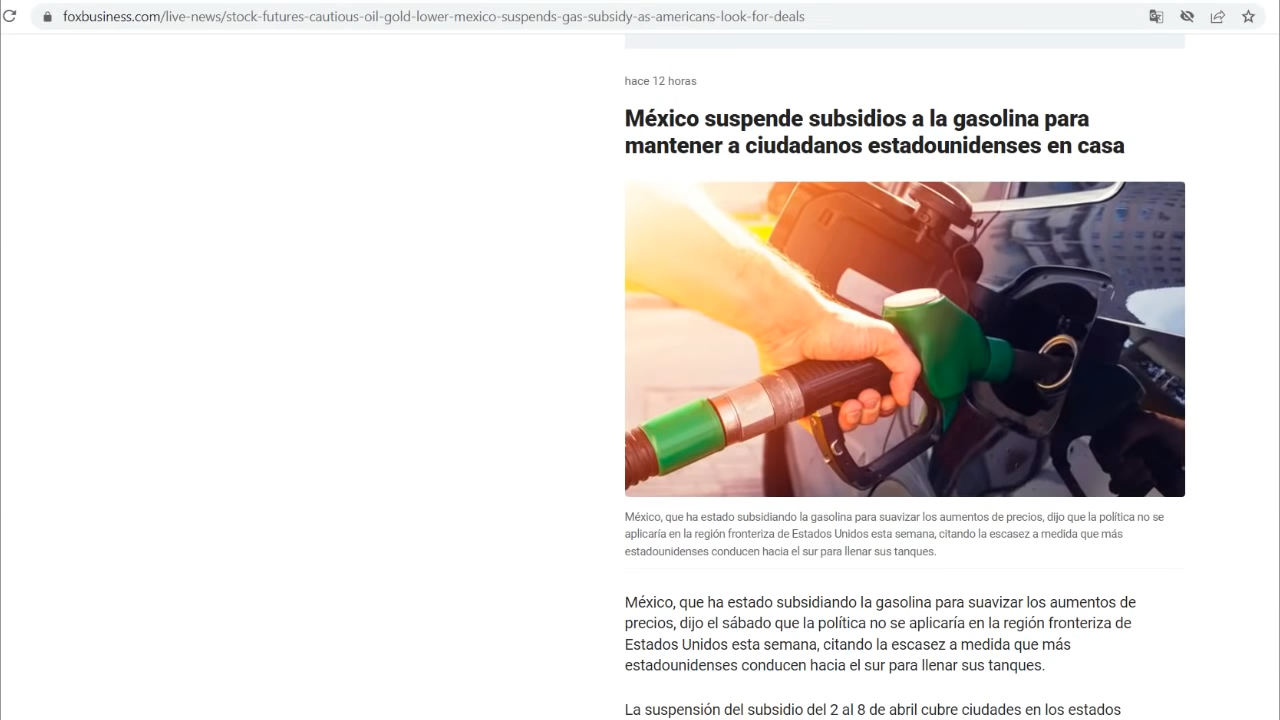 foxbusiness.com/live-news/stock-futures-cautious-oil-gold-lower-mexico-suspends-gas-subsidy-as-americans-look-for-deals
hace 12 horas
México suspende subsidios a la gasolina para
mantener a ciudadanos estadounidenses en casa
México, que ha estado subsidiando la gasolina para suavizar los aumentos de precios, dijo que la política no se
aplicaría en la región fronteriza de Estados Unidos esta semana, citando la escasez a medida que más
estadounidenses conducen hacia el sur para llenar sus tanques.
México, que ha estado subsidiando la gasolina para suavizar los aumentos de
precios, dijo el sábado que la política no se aplicaría en la región fronteriza de
Estados Unidos esta semana, citando la escasez a medida que más
estadounidenses conducen hacia el sur para llenar sus tanques.
La suspensión del subsidio del 2 al 8 de abril cubre ciudades en los estados